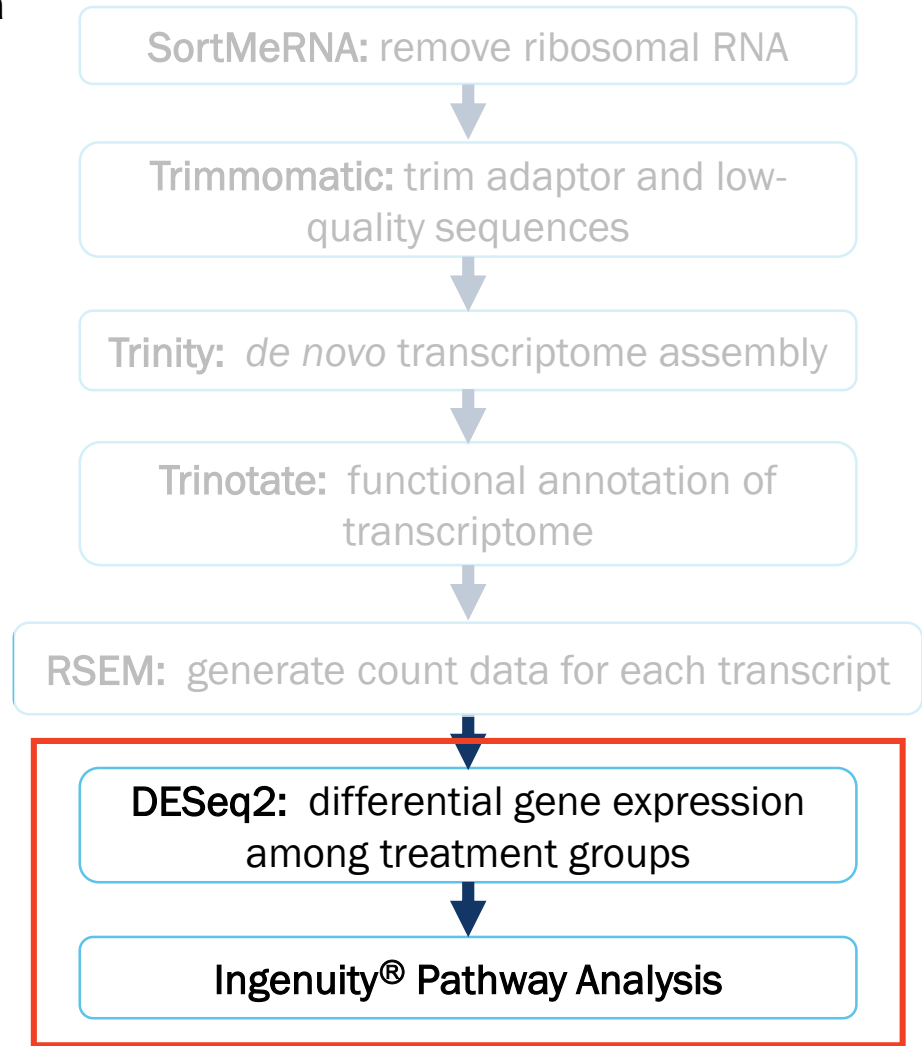 SortMeRNA: remove ribosomal RNA
Trimmomatic: trim adaptor and low-
quality sequences
Trinity: de novo transcriptome assembly
Trinotate: functional annotation of
transcriptome
RSEM: generate count data for each transcript
DESeq2: differential gene expression
among treatment groups
Ingenuity® Pathway Analysis